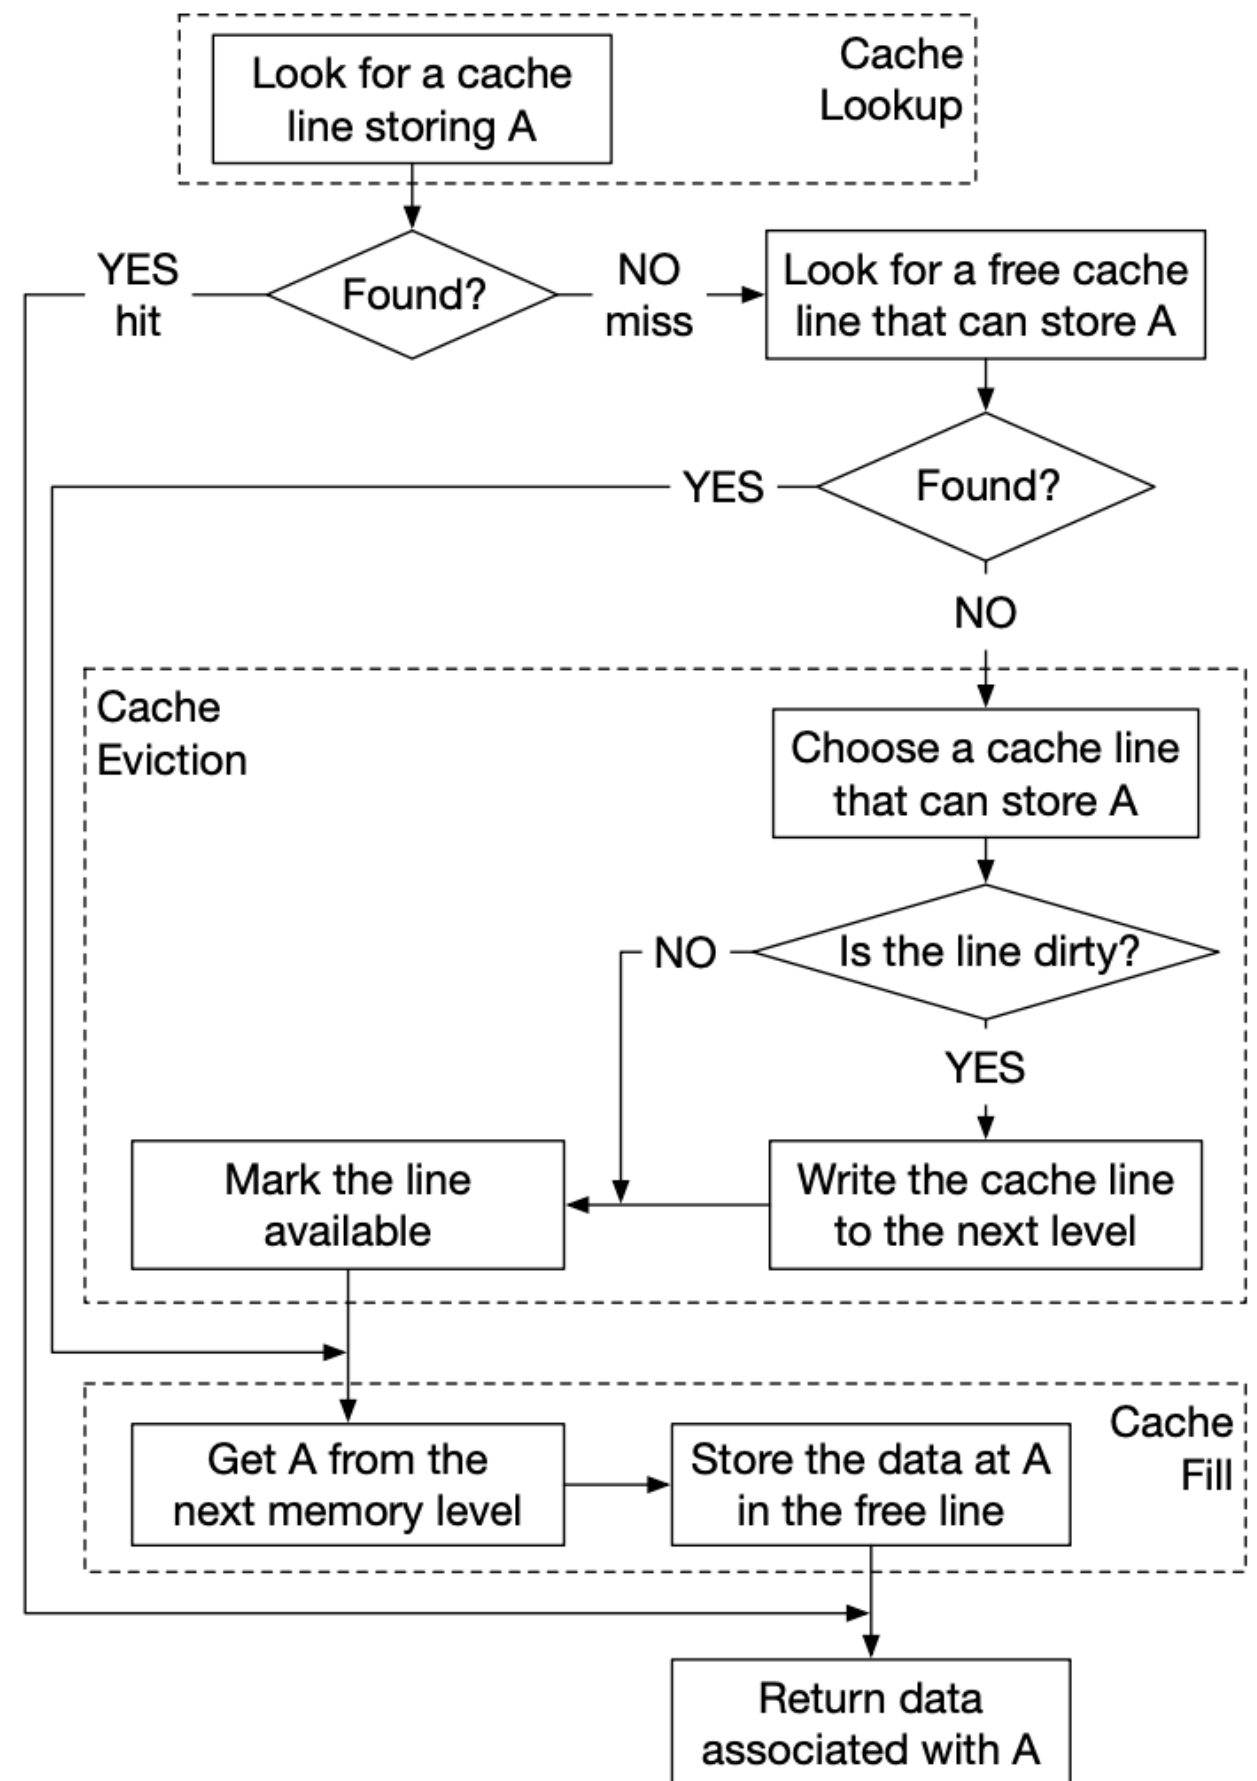 Look for a cache
line storing A
Cache
Lookup
YES
hit
Found?
NO
miss
Look for a free cache
line that can store A
YES
Found?
NO
Cache
Eviction
Choose a cache line
that can store A
NO
Is the line dirty?
YES
Mark the line
available
Write the cache line
to the next level
Get A from the
next memory level
Store the data at A
in the free line
Cache
Fill
Return data
associated with A